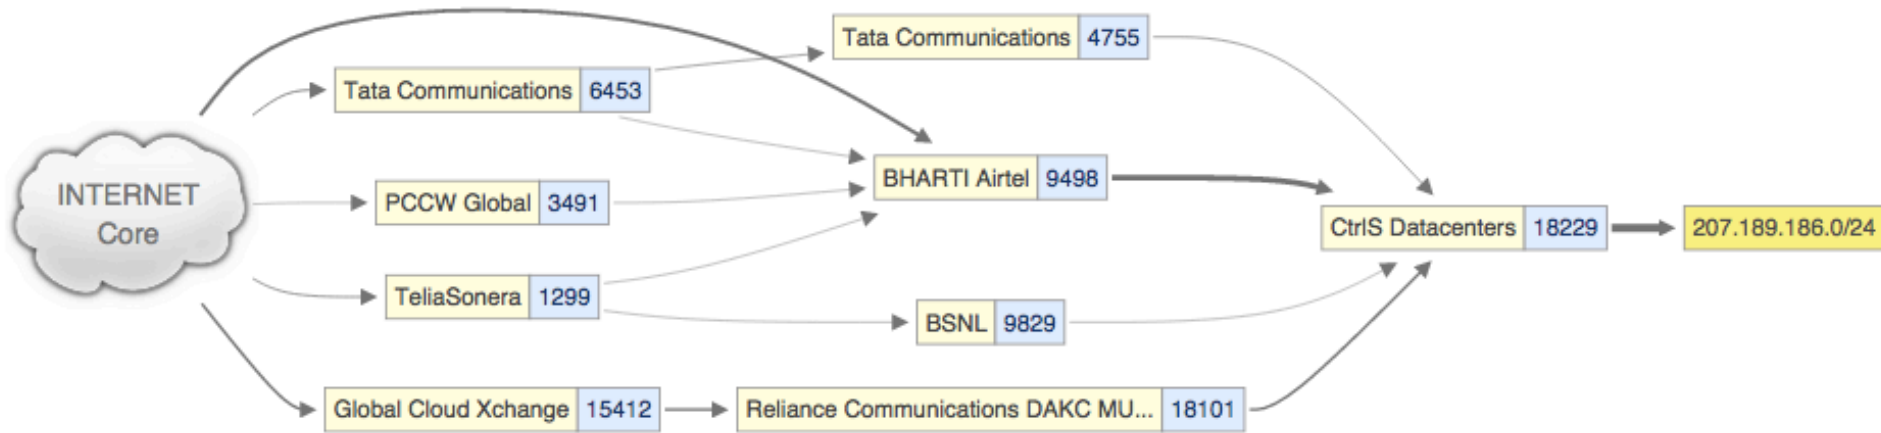 Tata Communications 4755
Tata Communications 6453
BHARTI Airtel 9498
INTERNET
Core
PCCW Global 3491
CtrlS Datacenters 18229
207.189.186.0/24
TeliaSonera 1299
BSNL 9829
Global Cloud Xchange 15412
Reliance Communications DAKC MU... 18101